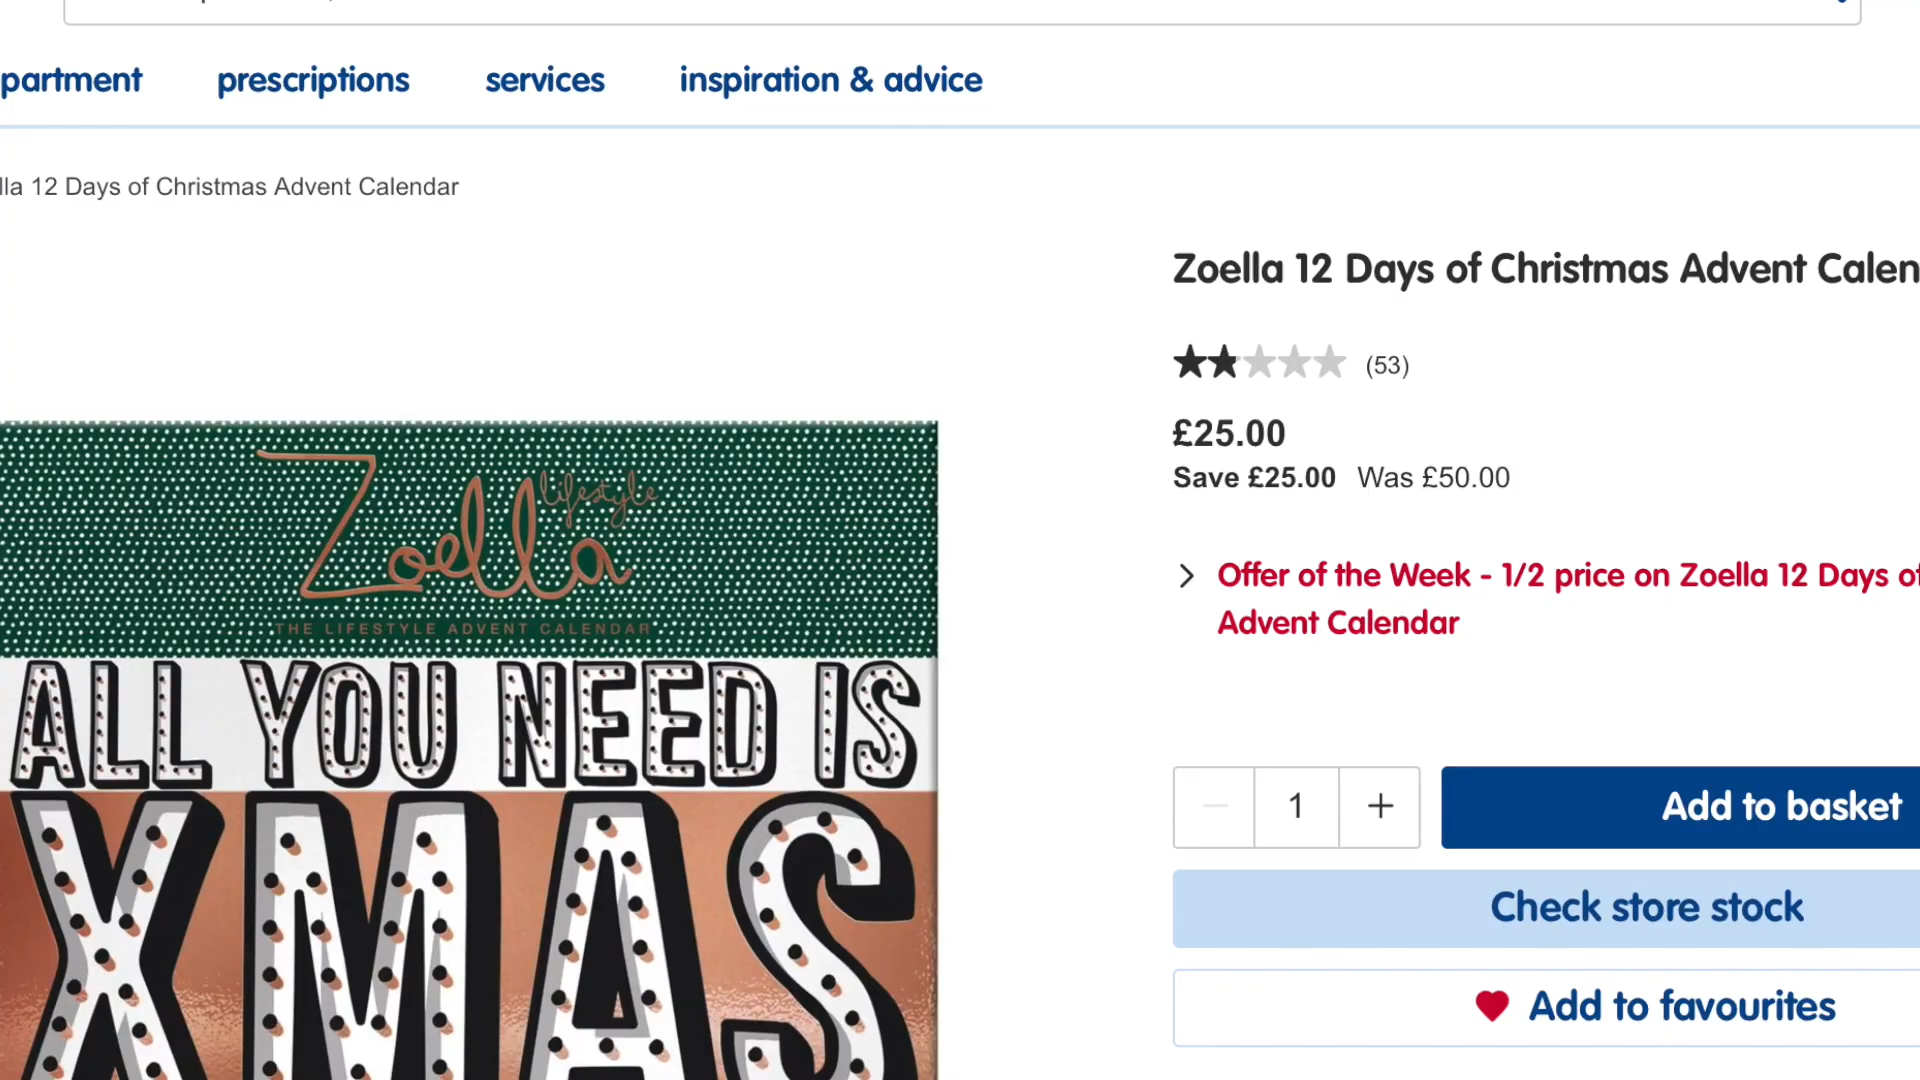 partment prescriptions services inspiration & advice
lla 12 Days of Christmas Advent Calendar
Zoella 12 Days of Christmas Advent Calen
(53)
£25.00
Save £25.00 Was £50.00
Offer of the Week - 1/2 price on Zoella 12 Days of
Advent Calendar
1
Add to basket
Check store stock
Add to favourites
Zoella lifestyle
THE LIFESTYLE ADVENT CALENDAR
ALL YOU NEED IS
XMAS